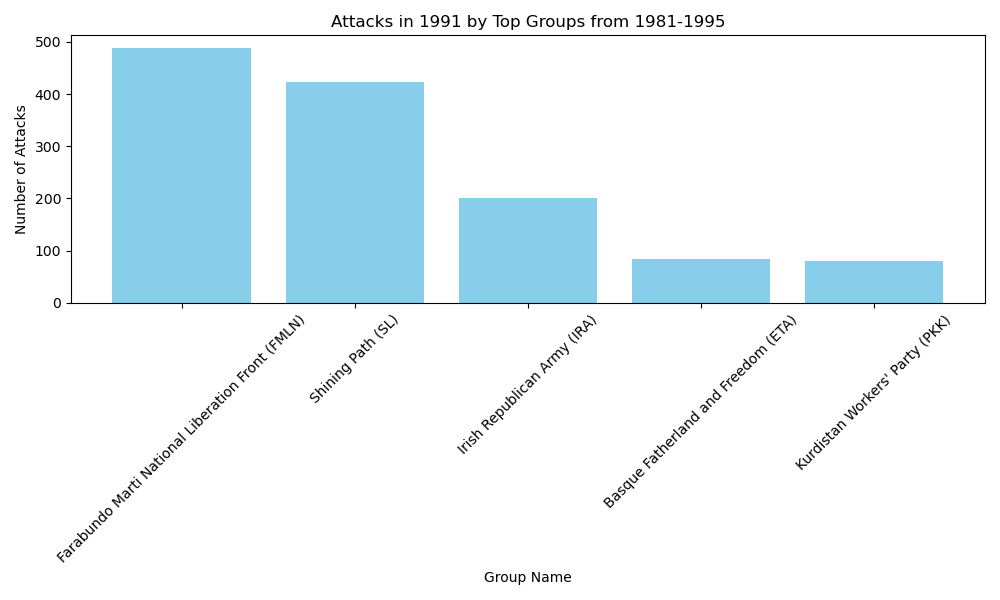 Attacks in 1991 by Top Groups from 1981-1995
Number of Attacks
500
400
300
200
100
0
Farabundo Marti National Liberation Front (FMLN)
Shining Path (SL)
Irish Republican Army (IRA)
Basque Fatherland and Freedom (ETA)
Kurdistan Workers' Party (PKK)
Group Name